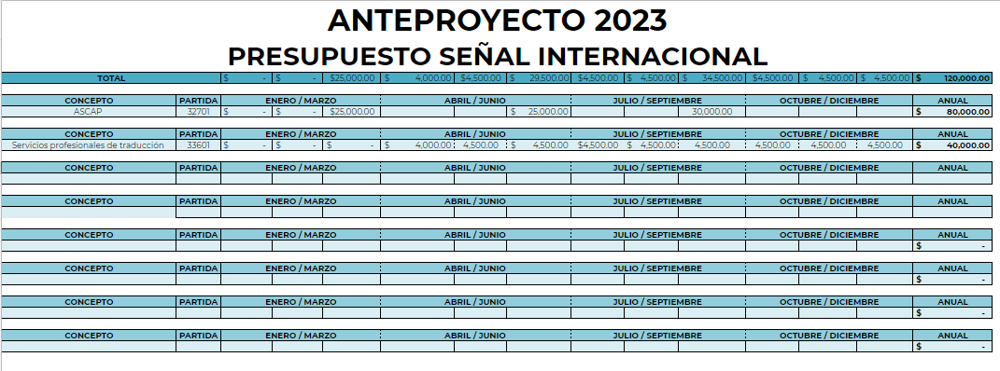 ANTEPROYECTO 2023
PRESUPUESTO SEÑAL INTERNACIONAL
TOTAL $ - $ - $25,000.00 $ 4,000.00 $4,500.00 $ 29,500.00 $4,500.00 $ 4,500.00 $ 34,500.00 $ 4,500.00 $ 4,500.00 $ 4,500.00 $ 120,000.00
CONCEPTO PARTIDA ENERO / MARZO ABRIL / JUNIO JULIO / SEPTIEMBRE OCTUBRE / DICIEMBRE ANUAL
ASCAP 32701 $ - $ - $25,000.00 $ 25,000.00 30,000.00 $ 80,000.00
CONCEPTO PARTIDA ENERO / MARZO ABRIL / JUNIO JULIO / SEPTIEMBRE OCTUBRE / DICIEMBRE ANUAL
Servicios profesionales de traducción 33601 $ - $ - $ - $ 4,000.00 4,500.00 $ 4,500.00 $4,500.00 $ 4,500.00 4,500.00 4,500.00 4,500.00 4,500.00 $ 40,000.00
CONCEPTO PARTIDA ENERO / MARZO ABRIL / JUNIO JULIO / SEPTIEMBRE OCTUBRE / DICIEMBRE ANUAL
CONCEPTO PARTIDA ENERO / MARZO ABRIL / JUNIO JULIO / SEPTIEMBRE OCTUBRE / DICIEMBRE ANUAL
CONCEPTO PARTIDA ENERO / MARZO ABRIL / JUNIO JULIO / SEPTIEMBRE OCTUBRE / DICIEMBRE ANUAL
$ -
CONCEPTO PARTIDA ENERO / MARZO ABRIL / JUNIO JULIO / SEPTIEMBRE OCTUBRE / DICIEMBRE ANUAL
$ -
CONCEPTO PARTIDA ENERO / MARZO ABRIL / JUNIO JULIO / SEPTIEMBRE OCTUBRE / DICIEMBRE ANUAL
$ -
CONCEPTO PARTIDA ENERO / MARZO ABRIL / JUNIO JULIO / SEPTIEMBRE OCTUBRE / DICIEMBRE ANUAL
$ -